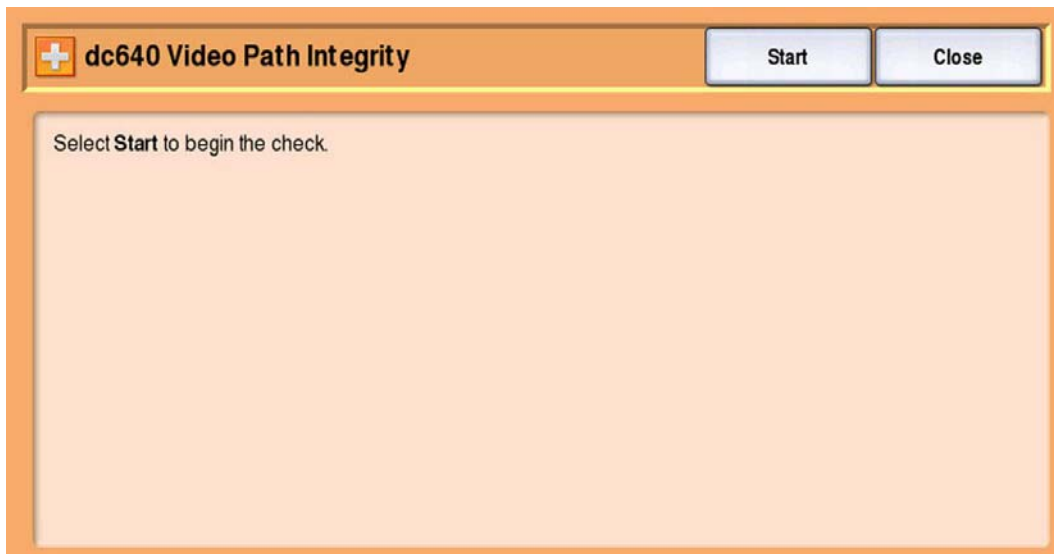 dc640 Video Path Integrity
Start
Close
Select Start to begin the check.